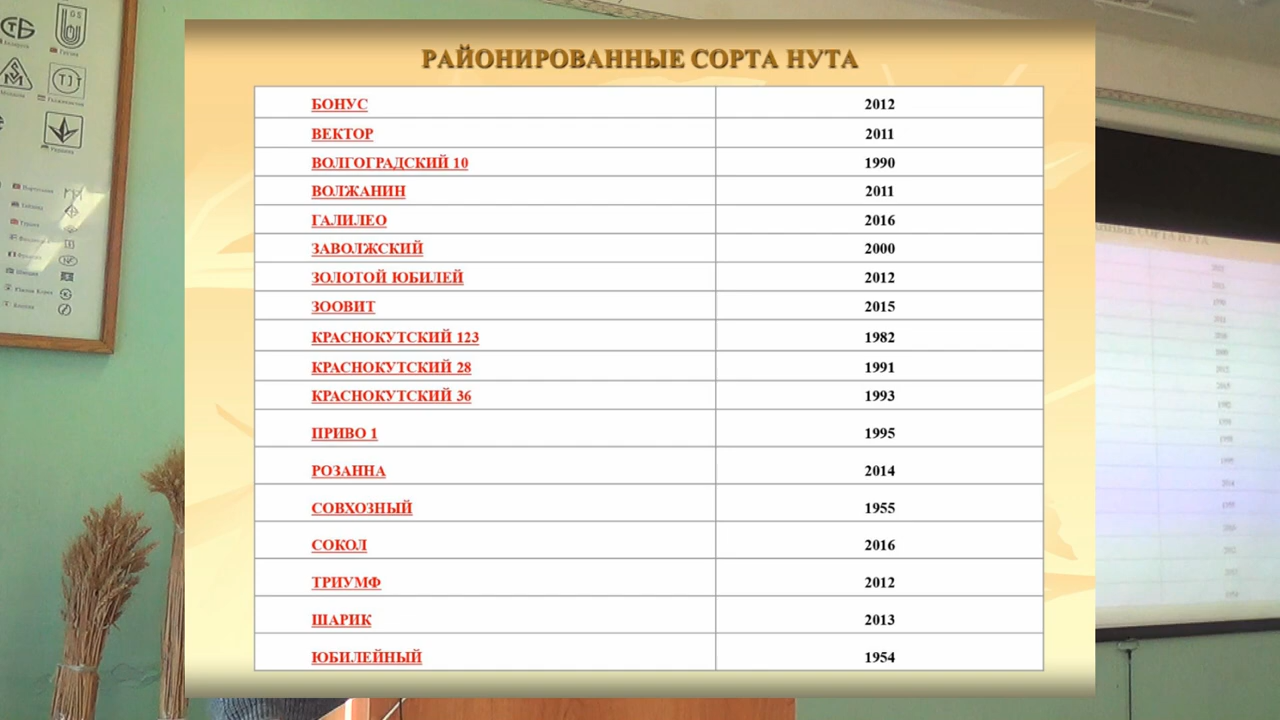 РАЙОНИРОВАННЫЕ СОРТА НУТА
БОНУС 2012
ВЕКТОР 2011
ВОЛГОГРАДСКИЙ 10 1990
ВОЛЖАНИН 2011
ГАЛИЛЕО 2016
ЗАВОЛЖСКИЙ 2000
ЗОЛОТОЙ ЮБИЛЕЙ 2012
ЗООВИТ 2015
КРАСНОКУТСКИЙ 123 1982
КРАСНОКУТСКИЙ 28 1991
КРАСНОКУТСКИЙ 36 1993
ПРИВО 1 1995
РОЗАННА 2014
СОВХОЗНЫЙ 1955
СОКОЛ 2016
ТРИУМФ 2012
ШАРИК 2013
ЮБИЛЕЙНЫЙ 1954